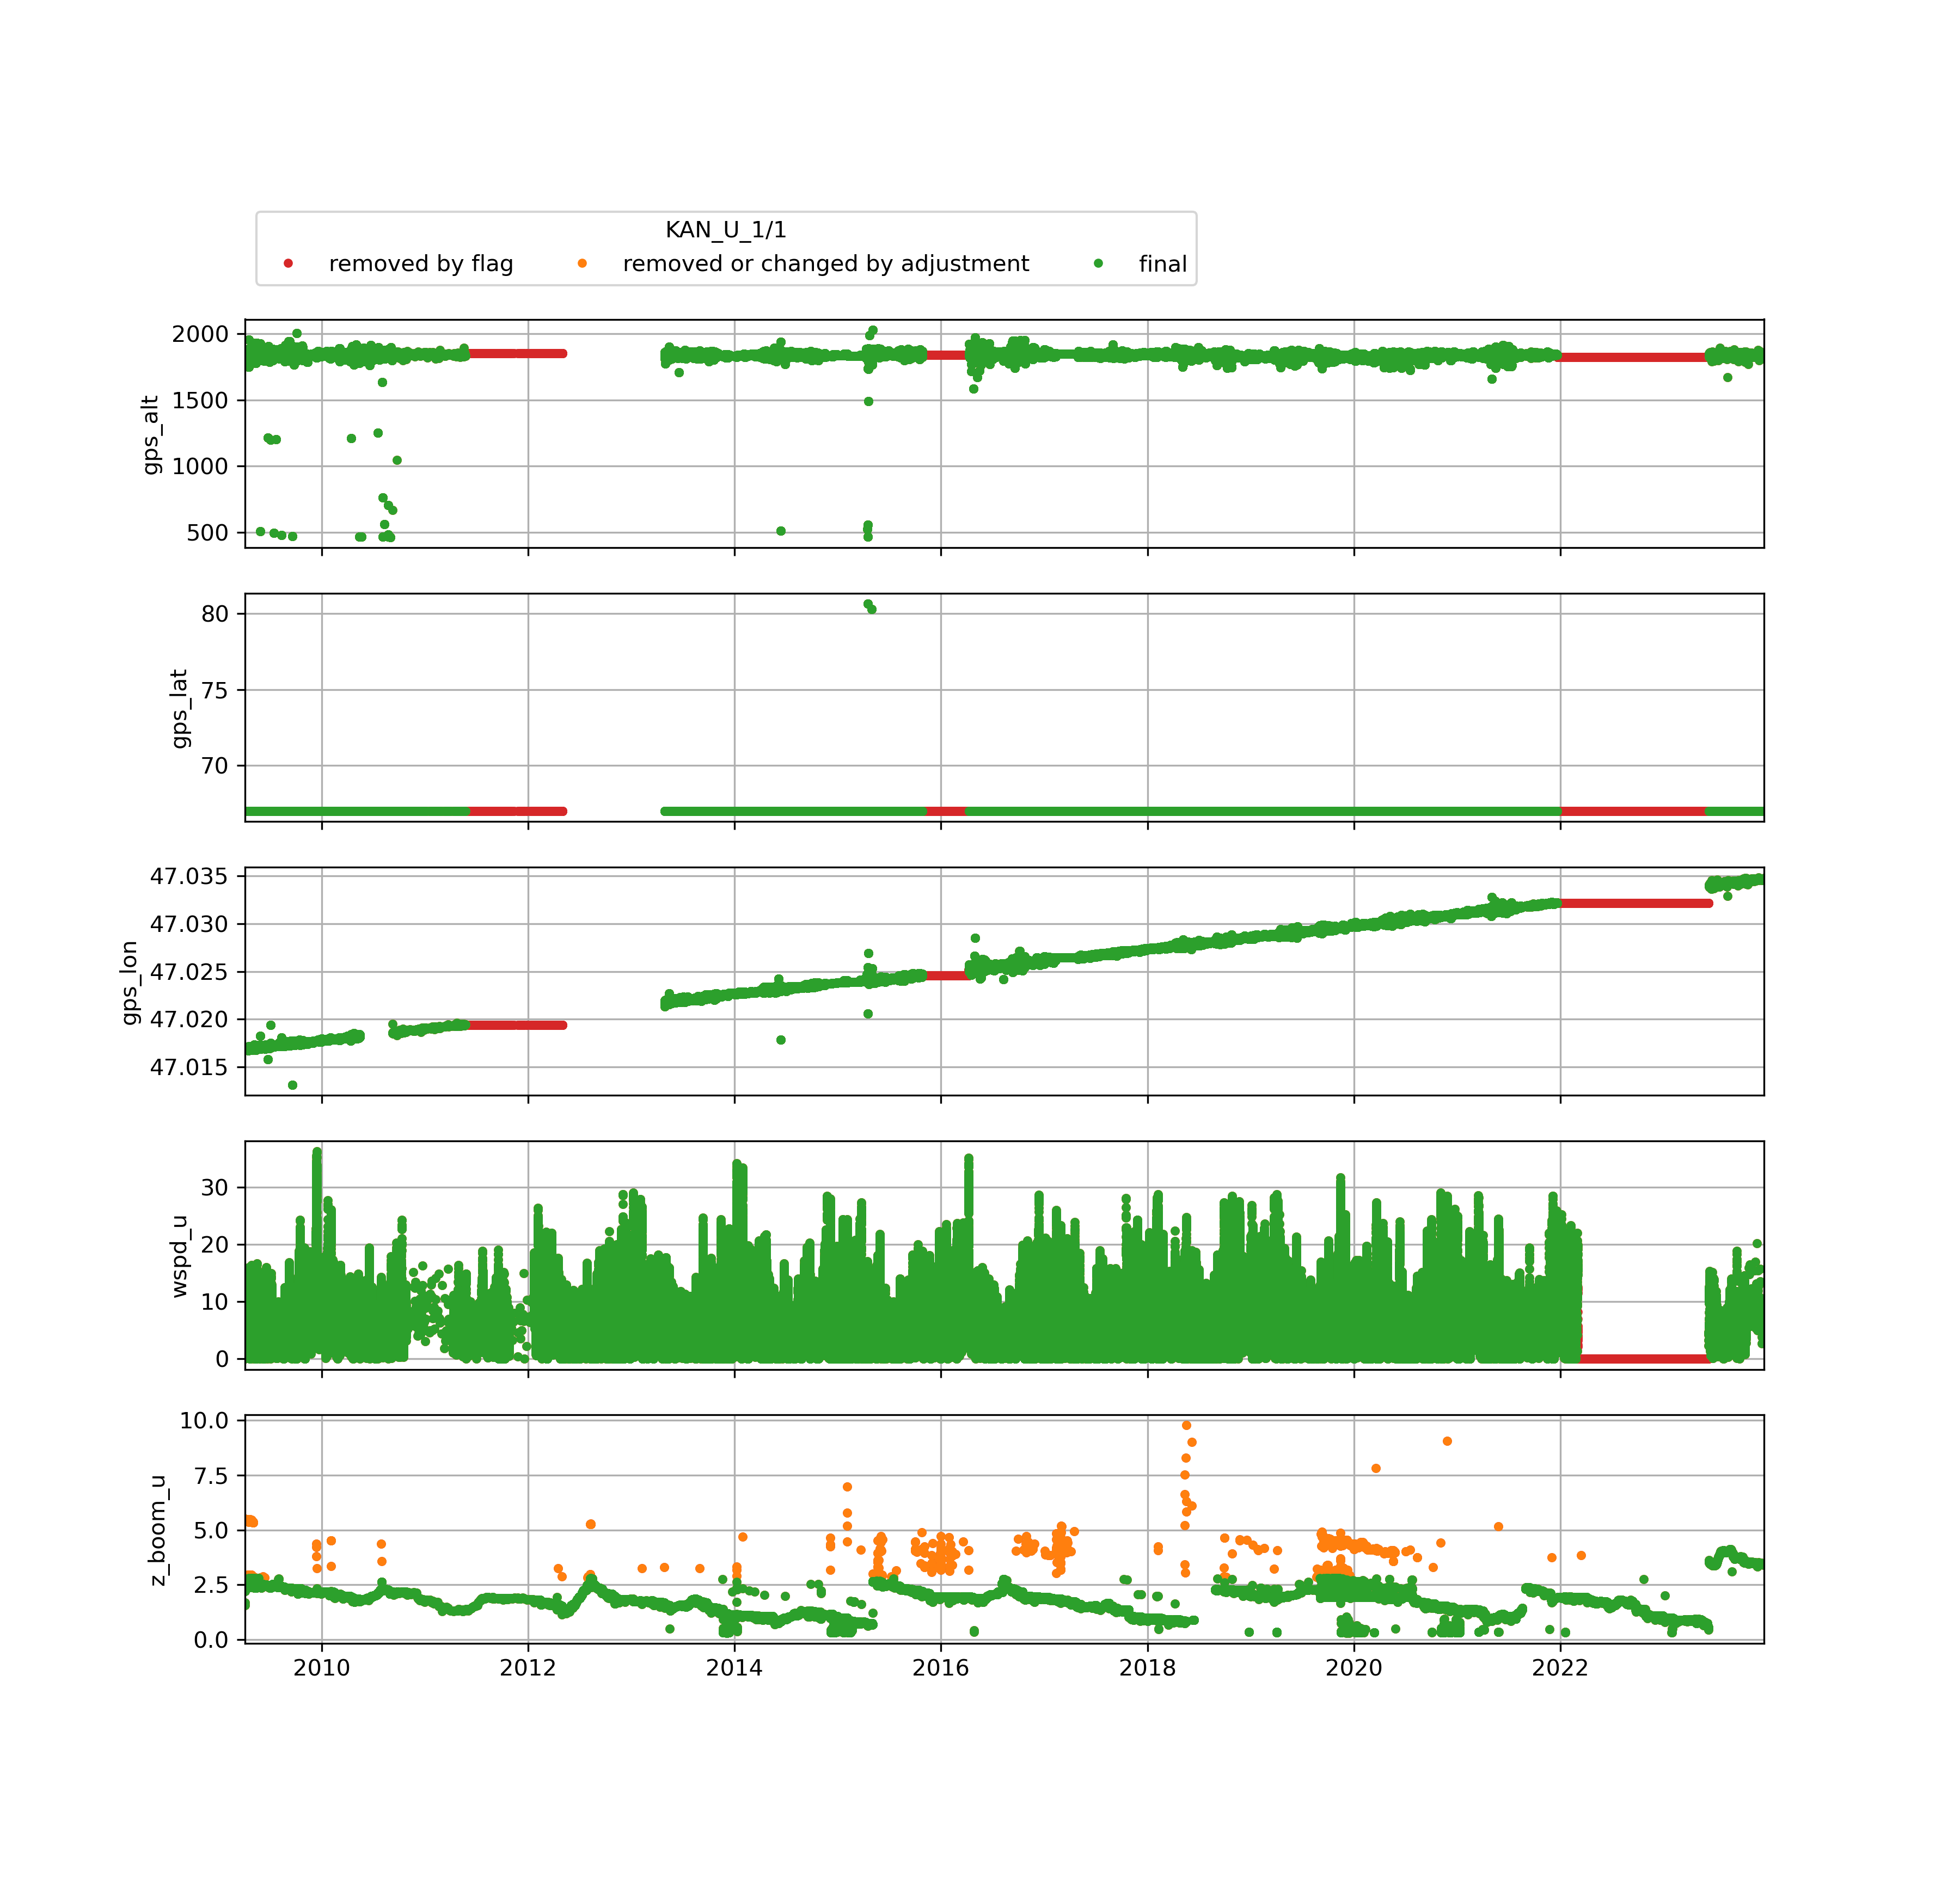 KAN_U_1/1
removed by flag removed or changed by adjustment final
2000
1500
1000
500
gps_alt
80
75
70
gps_lat
47.035
47.030
47.025
47.020
47.015
gps_lon
30
20
10
0
wspd_u
10.0
7.5
5.0
2.5
0.0
z_boom_u
2010 2012 2014 2016 2018 2020 2022